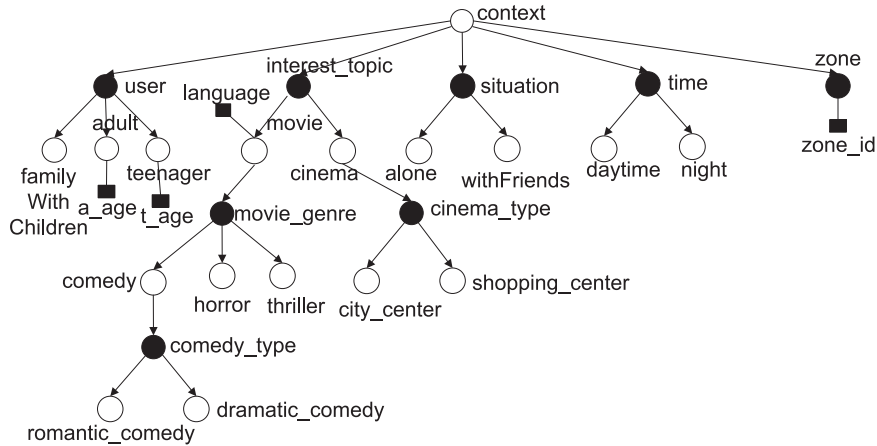 context
interest_topic
zone
user
situation
time
language
adult
movie
family
With
Children
teenager
cinema
alone
withFriends
daytime
night
zone_id
a_age
t_age
movie_genre
cinema_type
comedy
horror
thriller
city_center
shopping_center
comedy_type
romantic_comedy
dramatic_comedy